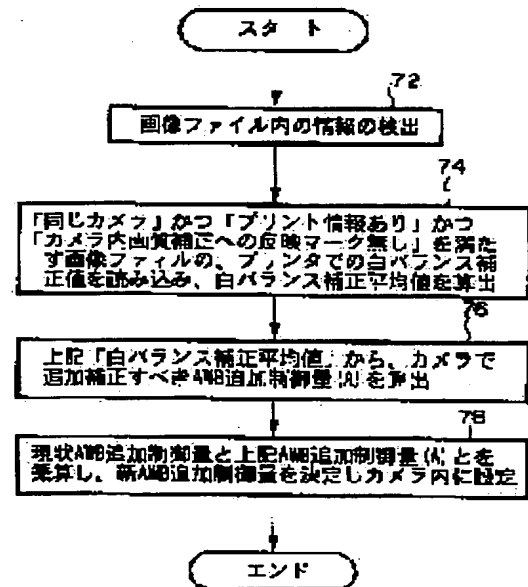 スタート
72
画像ファイル内の情報の検出
74
「同じカメラ」かつ「プリント情報あり」かつ
「カメラ内画質補正への反映マーク無し」を満た
す画像ファイルの、プリンタでの白バランス補
正値を読み込み、白バランス補正平均値を算出
76
上記「白バランス補正平均値」から、カメラで
追加補正すべきAWB追加制御量(A)を算出
78
現状AWB追加制御量と上記AWB追加制御量(A)とを
乗算し、新AWB追加制御量を決定しカメラ内に設定
エンド